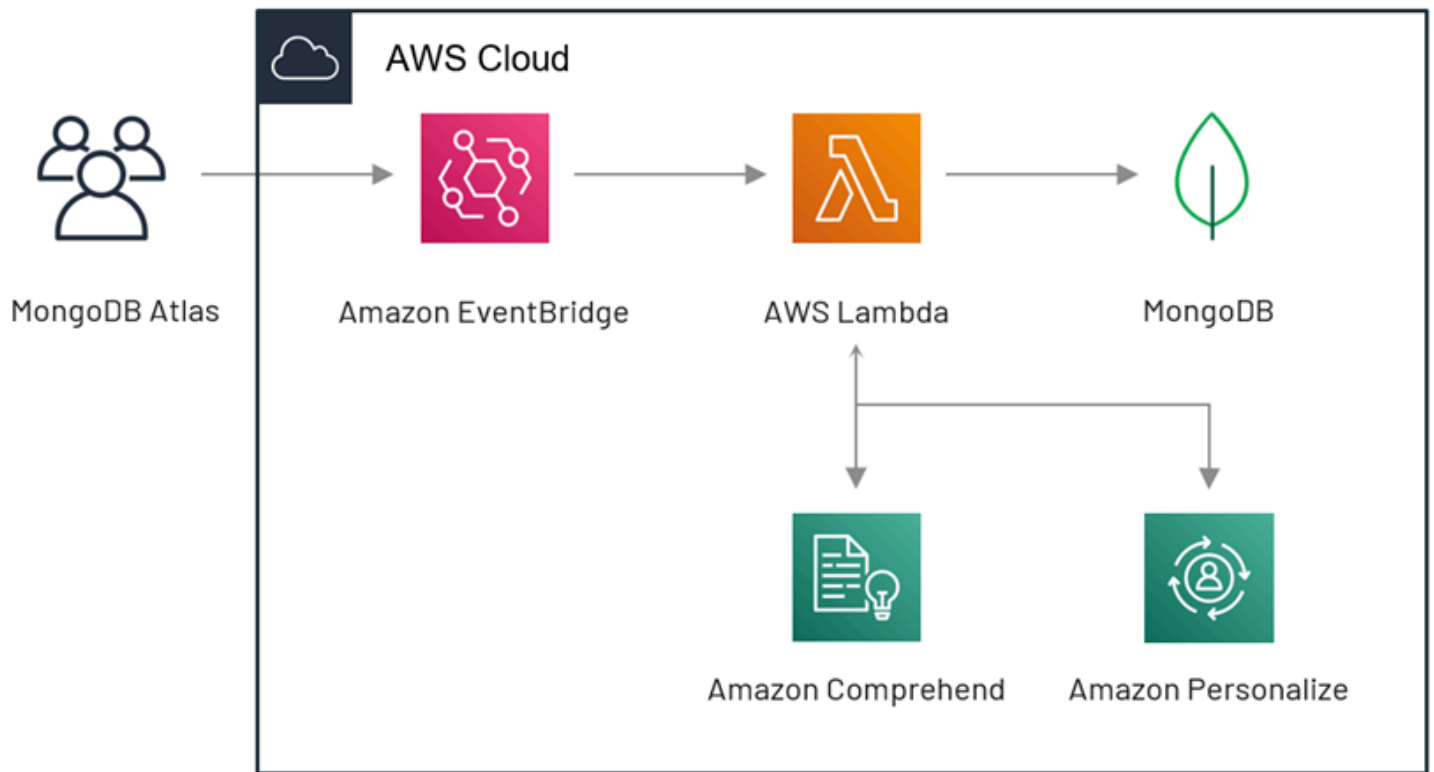 AWS Cloud
MongoDB Atlas
Amazon EventBridge
AWS Lambda
MongoDB
Amazon Comprehend
Amazon Personalize